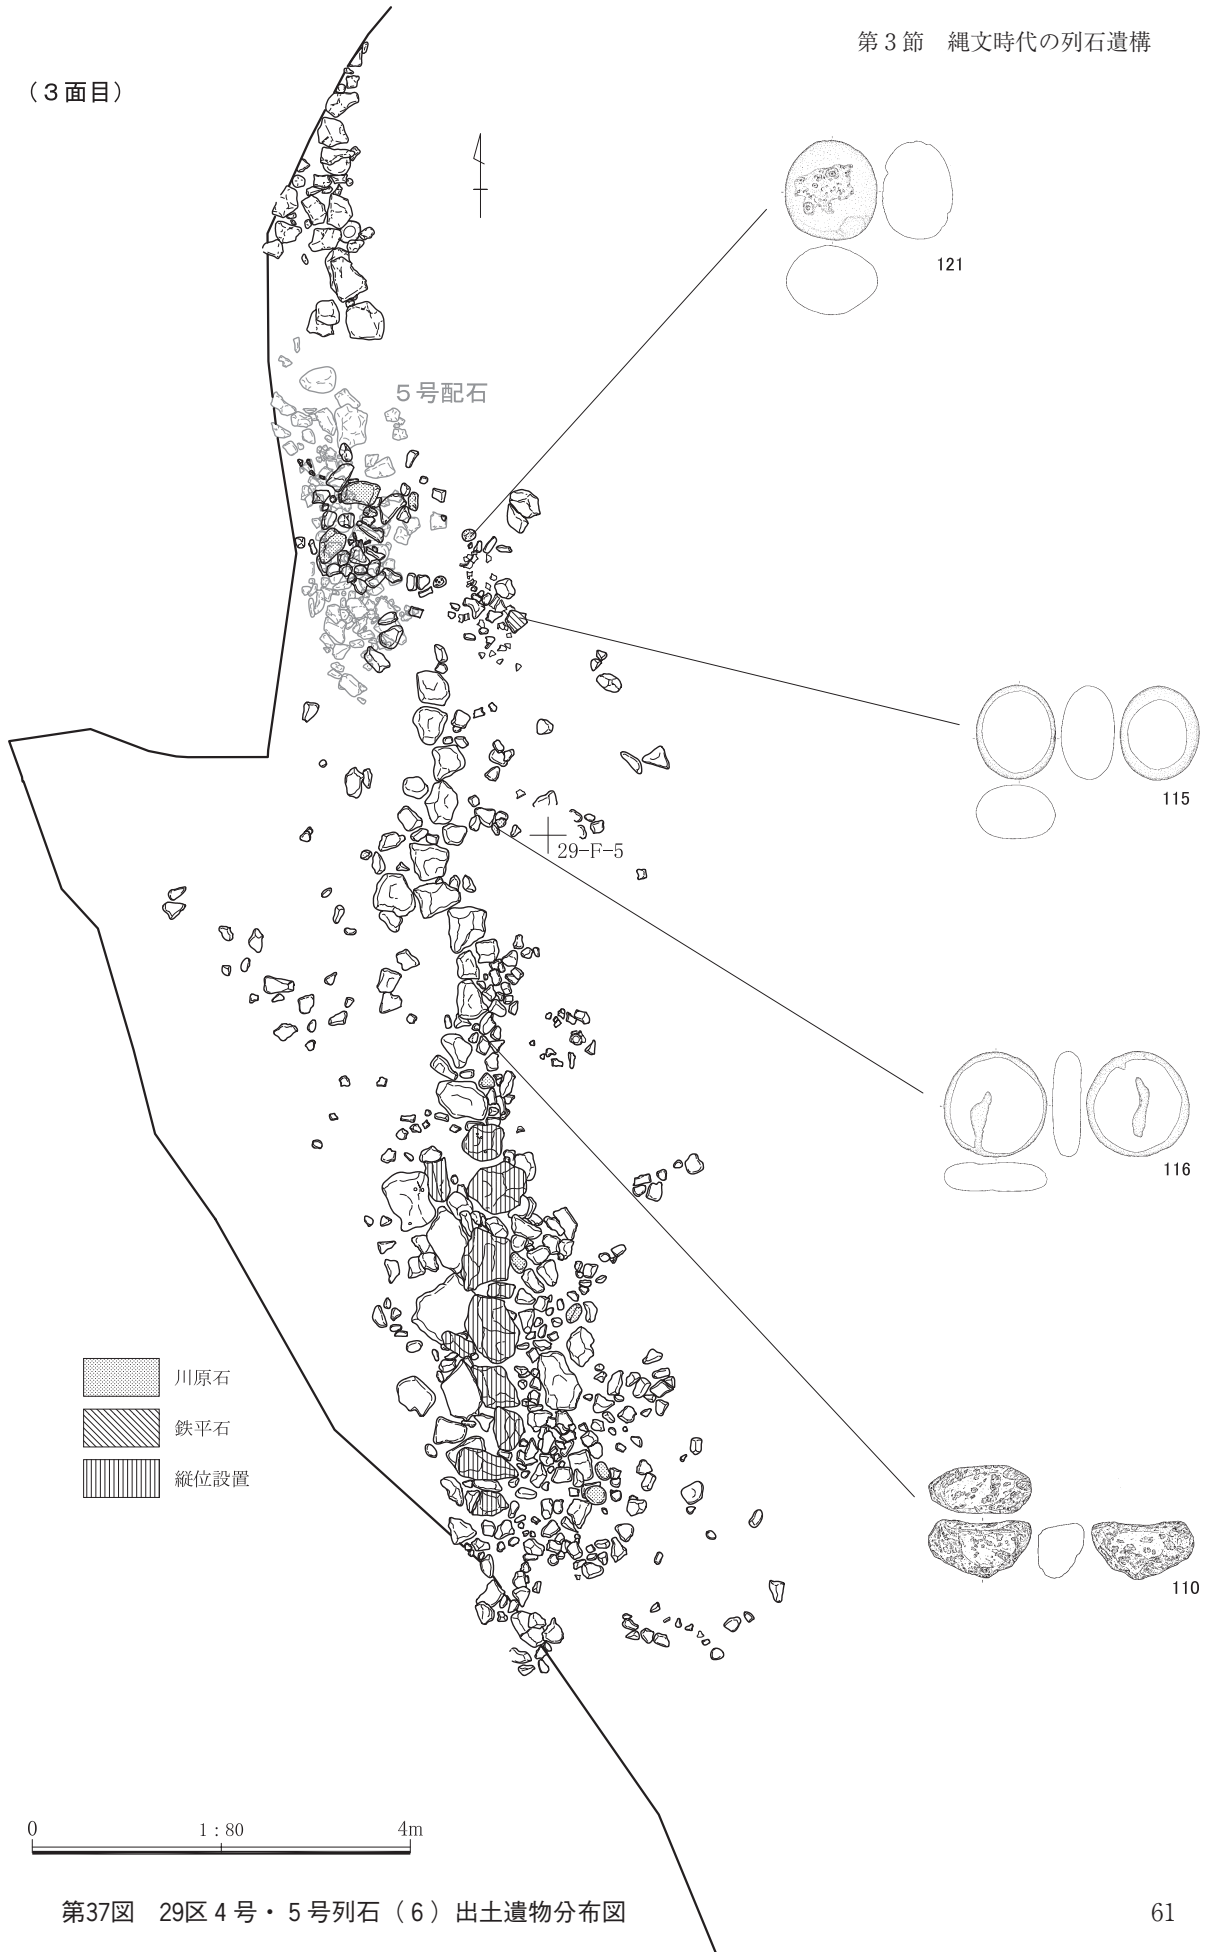 第３節　縄文時代の列石遺構
（３面目）
121
５号配石
115
29-F-5
116
川原石
鉄平石
縦位設置
110
0
1：80
4m
第37図　29区４号・５号列石（６）出土遺物分布図
61